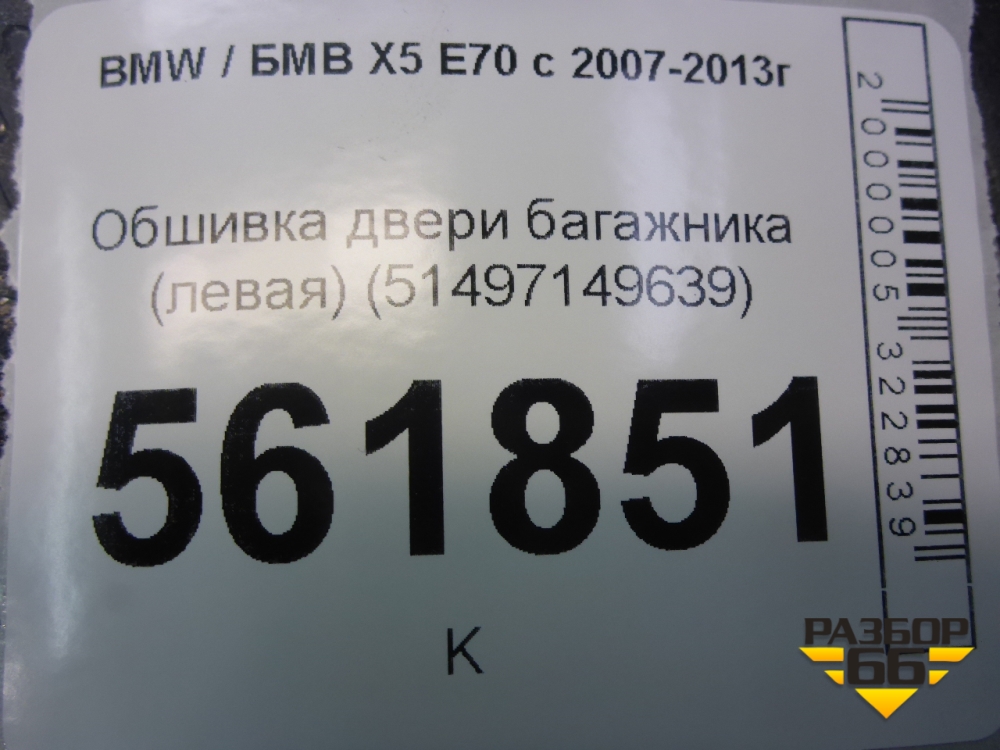 BMW / БМВ X5 E70 с 2007-2013г
Обшивка двери багажника
(левая) (51497149639)
561851
К
2000005322839
РАЗБОР
66